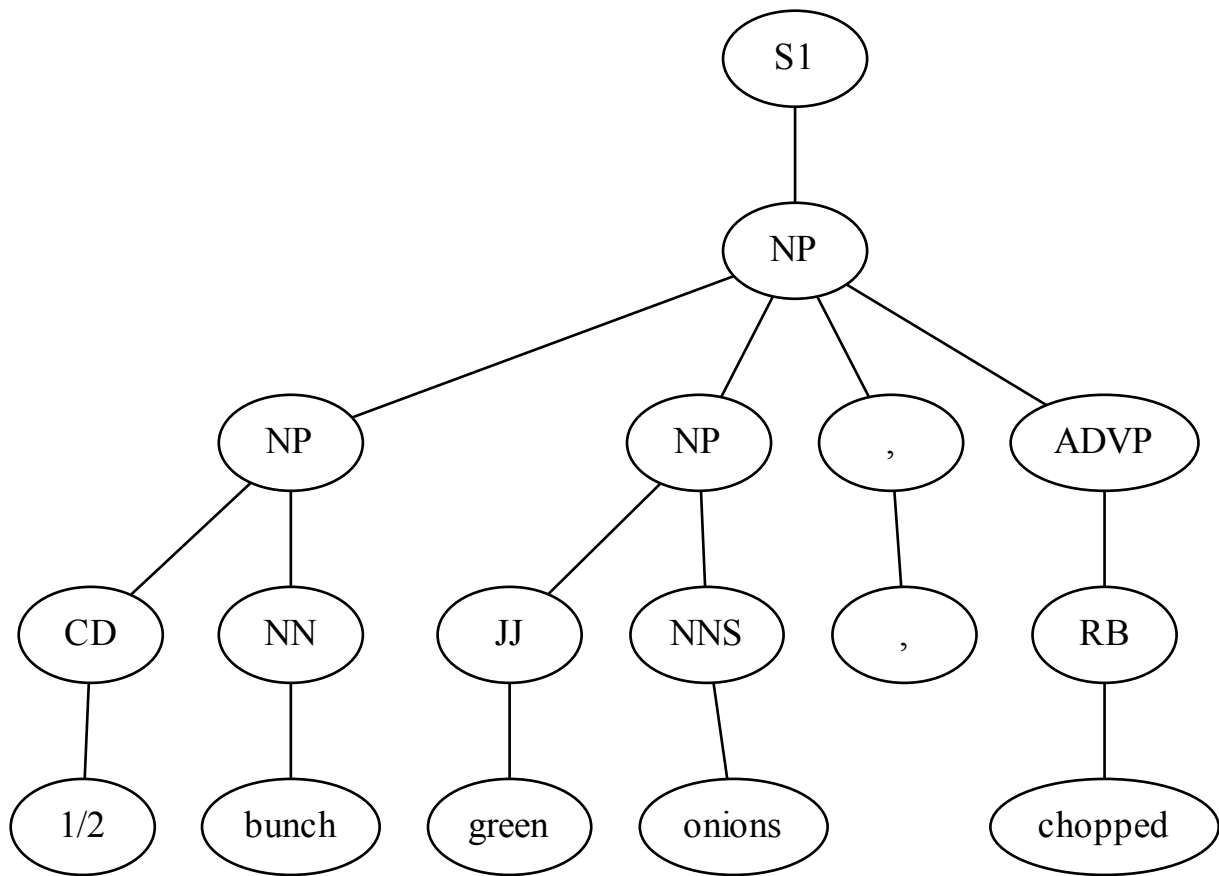 S1
NP
NP NP , ADVP
CD NN JJ NNS , RB
1/2 bunch green onions chopped